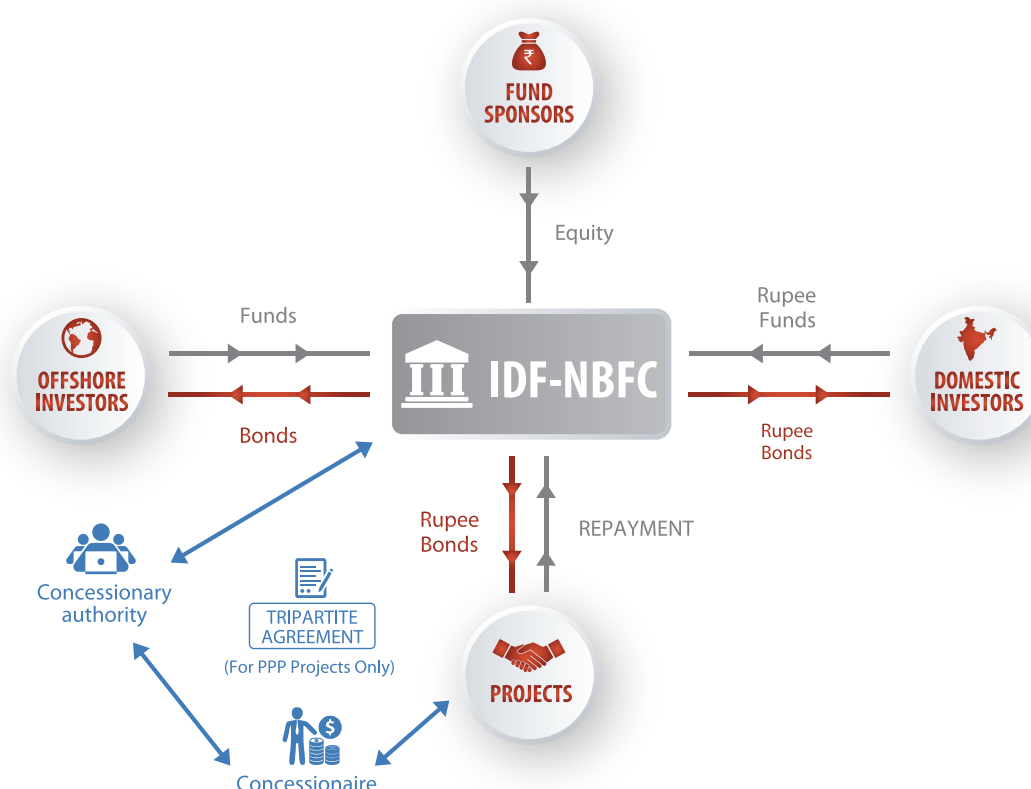 ₹
FUND
SPONSORS
Equity
Funds
Rupee
Funds
OFFSHORE
INVESTORS
IDF-NBFC
DOMESTIC
INVESTORS
Bonds
Rupee
Bonds
Rupee
Bonds
REPAYMENT
Concessionary
authority
TRIPARTITE
AGREEMENT
(For PPP Projects Only)
PROJECTS
$
Concessionaire